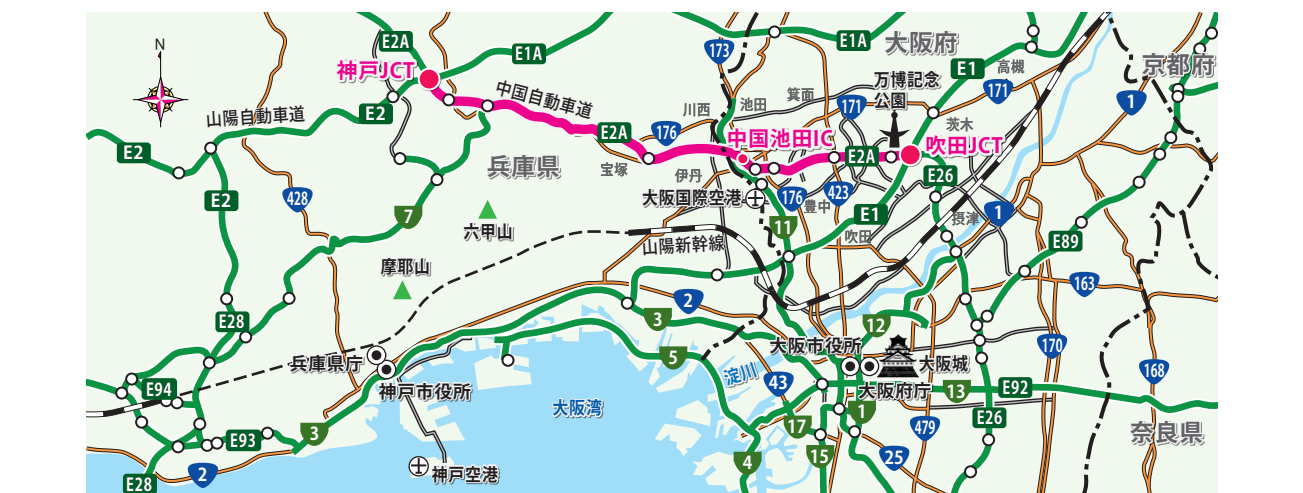 N
E2A
E1A
173
E1A
大阪府
京都府
神戸JCT
E1
高槻
171
1
万博記念
公園
中国自動車道
山陽自動車道
E2
川西
池田
箕面
171
茨木
E2A
176
中国池田IC
吹田JCT
E2
兵庫県
宝塚
伊丹
E2A
E26
大阪国際空港
176
423
豊中
428
E2
7
六甲山
11
E1
吹田
摂津
1
E89
山陽新幹線
摩耶山
163
2
E28
3
12
170
兵庫県庁
神戸市役所
5
大阪市役所
大阪城
淀川
43
大阪府庁
13
E92
168
E94
大阪湾
1
E26
17
479
奈良県
3
E93
4
15
25
2
神戸空港
E28